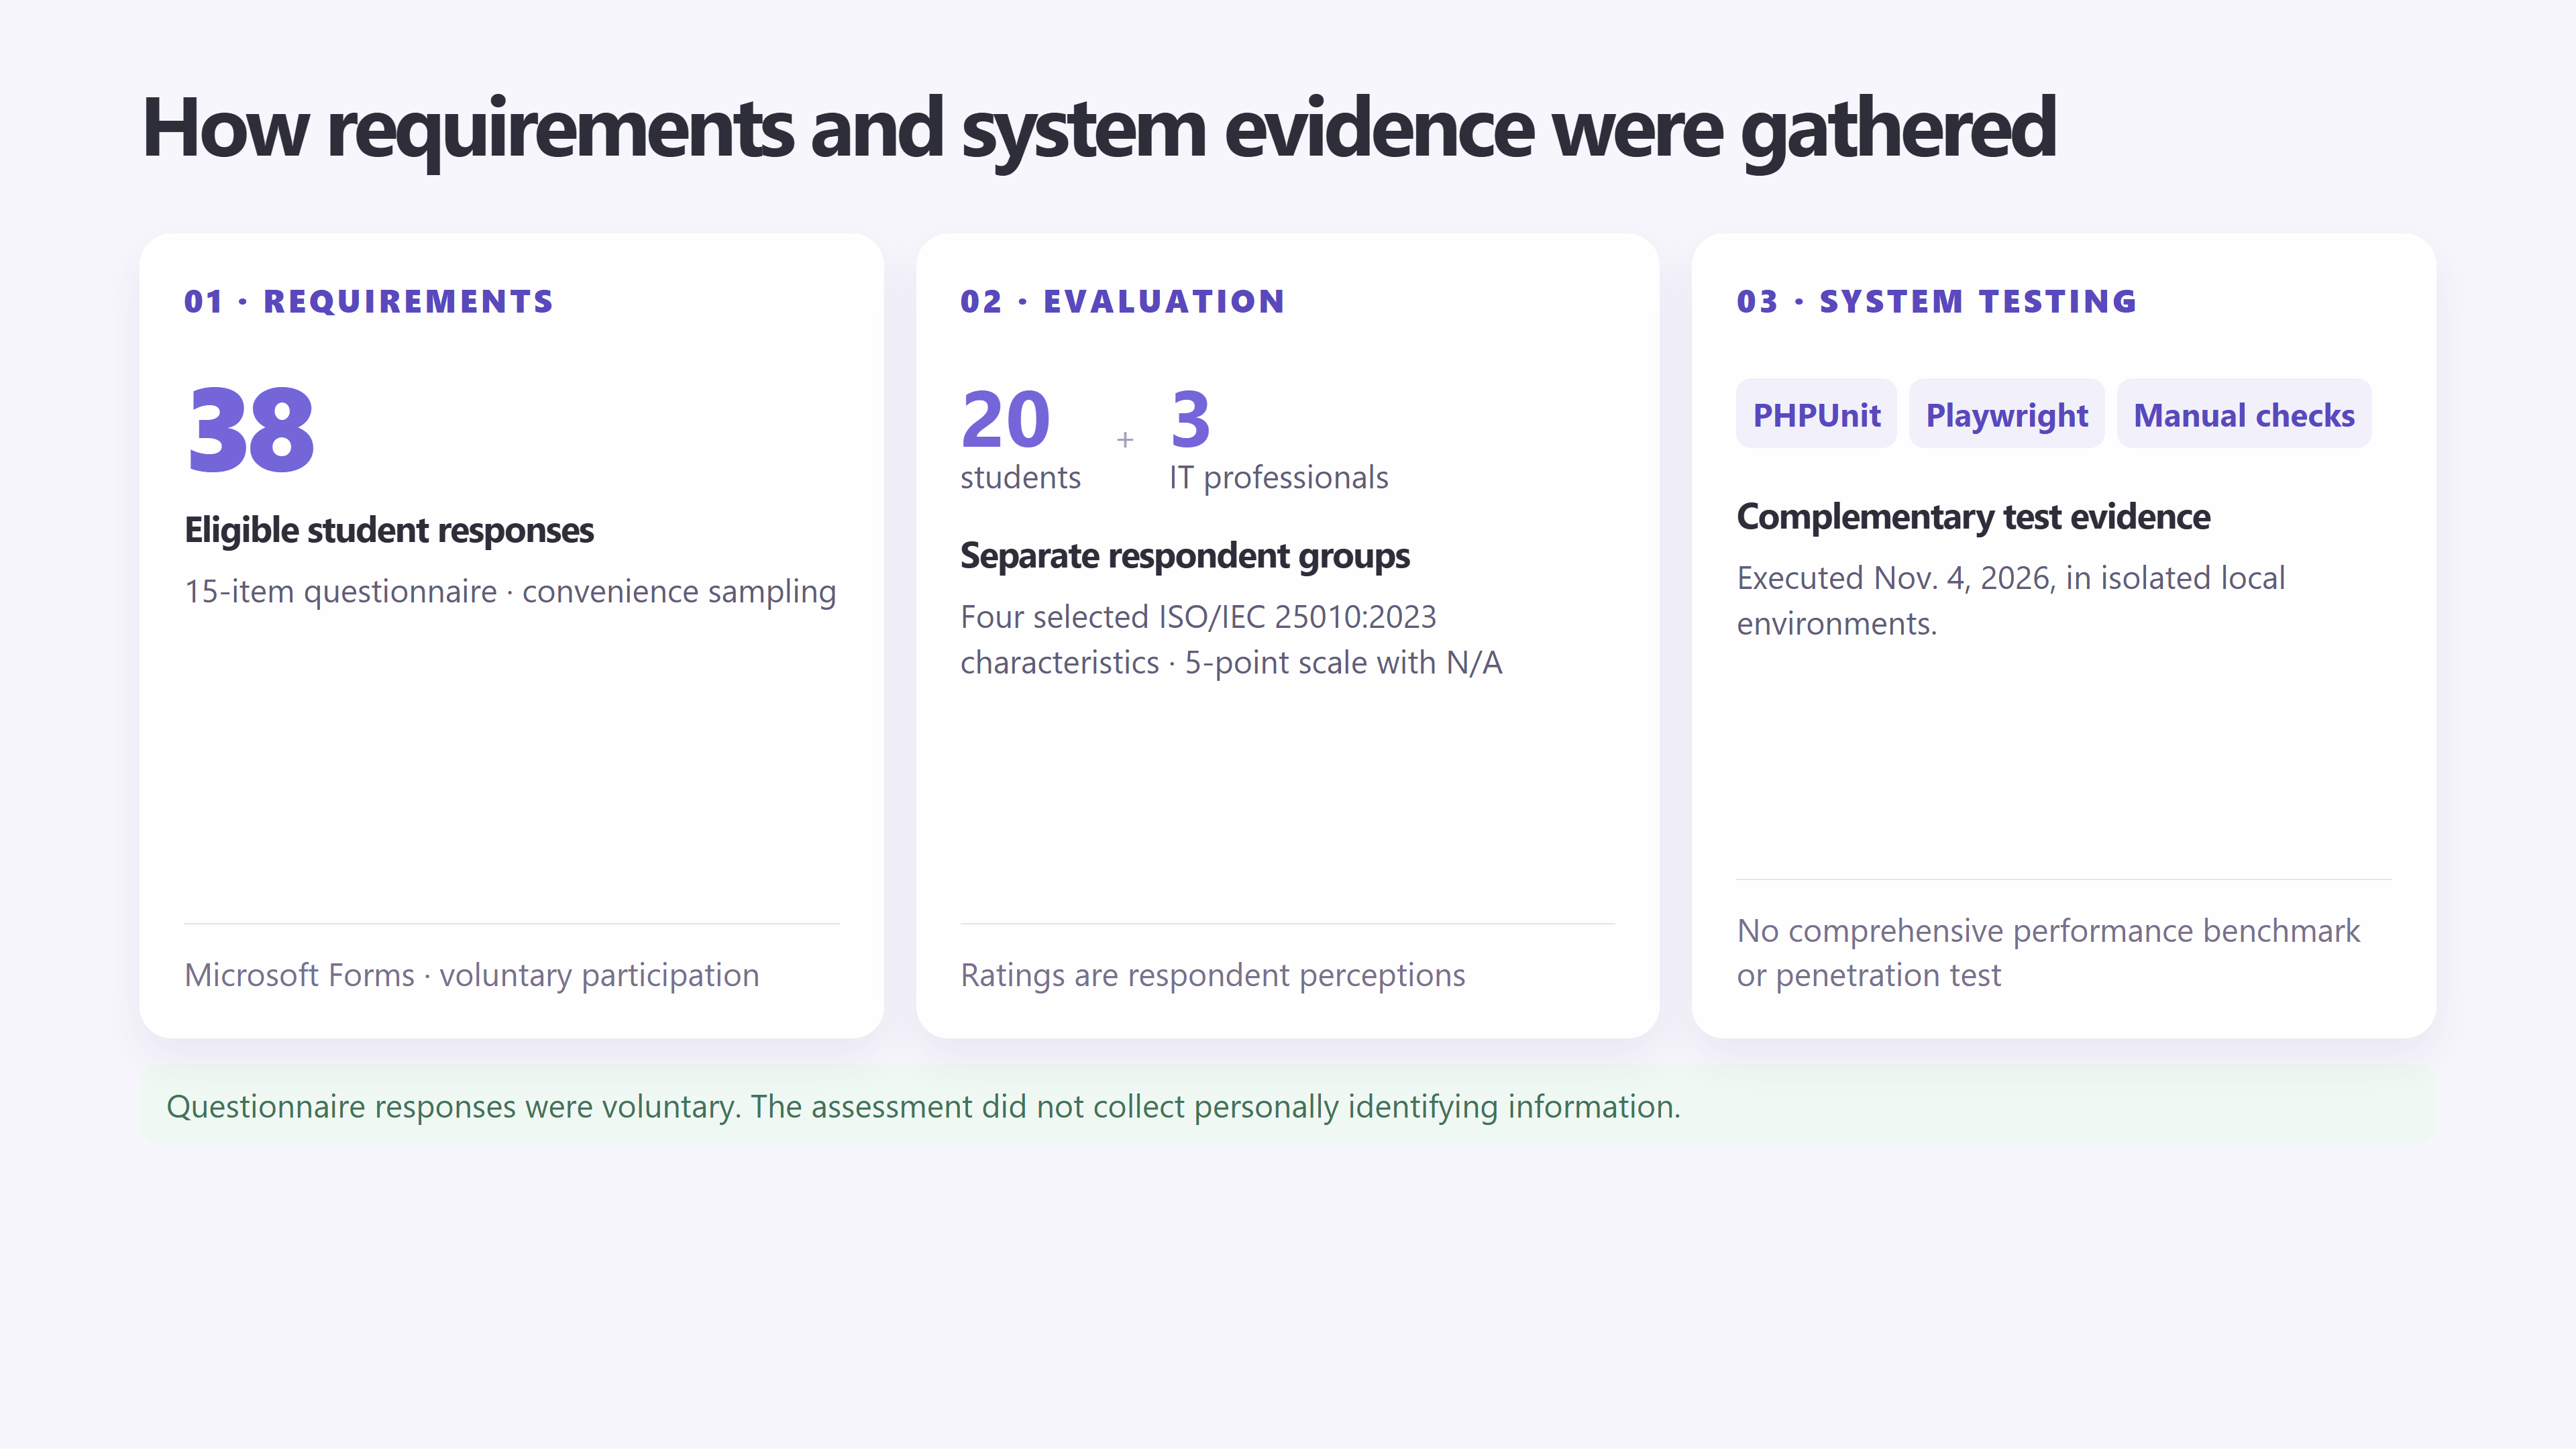 How requirements and system evidence were gathered
01 · REQUIREMENTS
38
Eligible student responses
15-item questionnaire · convenience sampling
Microsoft Forms · voluntary participation
02 · EVALUATION
20 + 3
students IT professionals
Separate respondent groups
Four selected ISO/IEC 25010:2023
characteristics · 5-point scale with N/A
Ratings are respondent perceptions
03 · SYSTEM TESTING
PHPUnit Playwright Manual checks
Complementary test evidence
Executed Nov. 4, 2026, in isolated local
environments.
No comprehensive performance benchmark
or penetration test
Questionnaire responses were voluntary. The assessment did not collect personally identifying information.